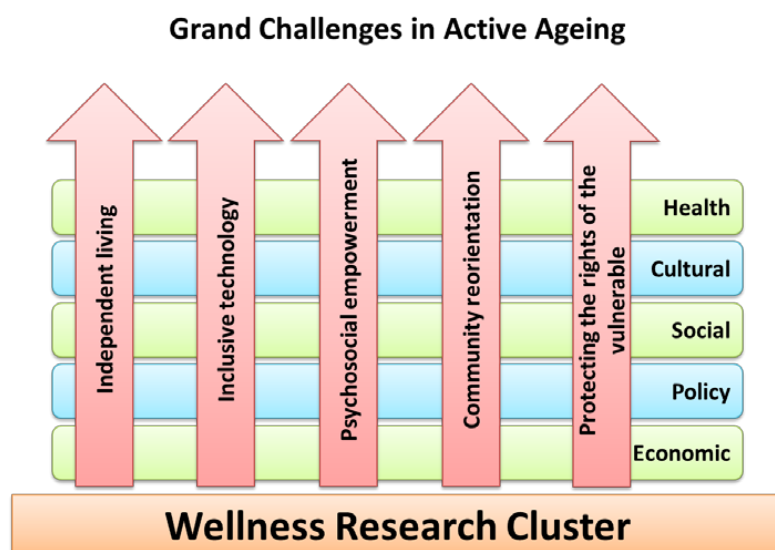 Grand Challenges in Active Ageing
Independent living
Inclusive technology
Psychosocial empowerment
Community reorientation
Protecting the rights of the
vulnerable
Health
Cultural
Social
Policy
Economic
Wellness Research Cluster